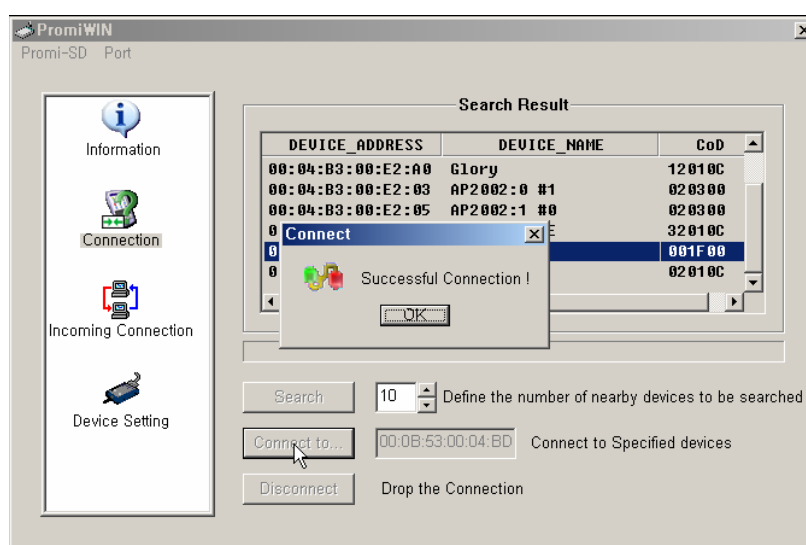 PromiWIN
Promi-SD Port
Information
Connection
Incoming Connection
Device Setting
Search Result
DEVICE_ADDRESS DEVICE_NAME CoD
00:04:B3:00:E2:A0 Glory 12010C
00:04:B3:00:E2:03 AP2002:0 #1 020300
00:04:B3:00:E2:05 AP2002:1 #0 020300
0 E 32010C
0 001F00
0 02010C
Connect
Successful Connection !
OK
Search 10 Define the number of nearby devices to be searched
Connect to... 00:0B:53:00:04:BD Connect to Specified devices
Disconnect Drop the Connection